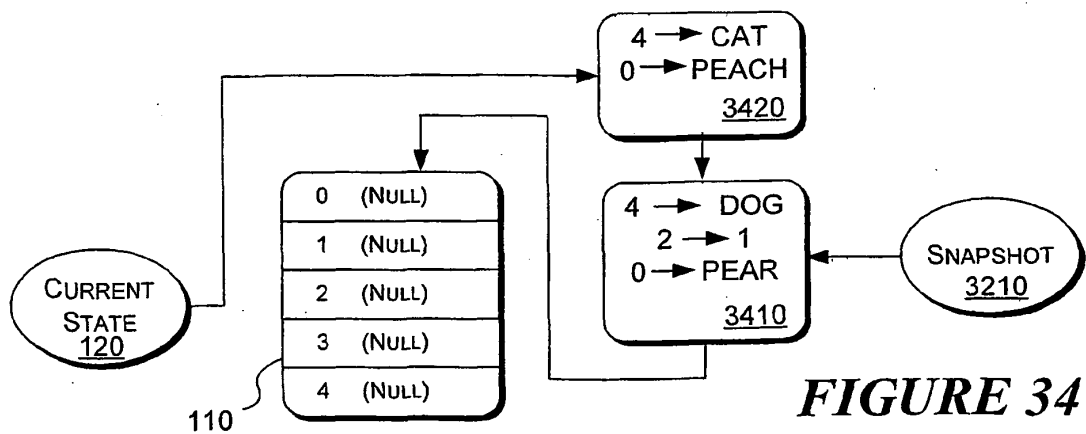 4 → CAT
0 → PEACH
3420
0 (NULL)
1 (NULL)
2 (NULL)
3 (NULL)
4 (NULL)
110
4 → DOG
2 → 1
0 → PEAR
3410
CURRENT
STATE
120
SNAPSHOT
3210
FIGURE 34